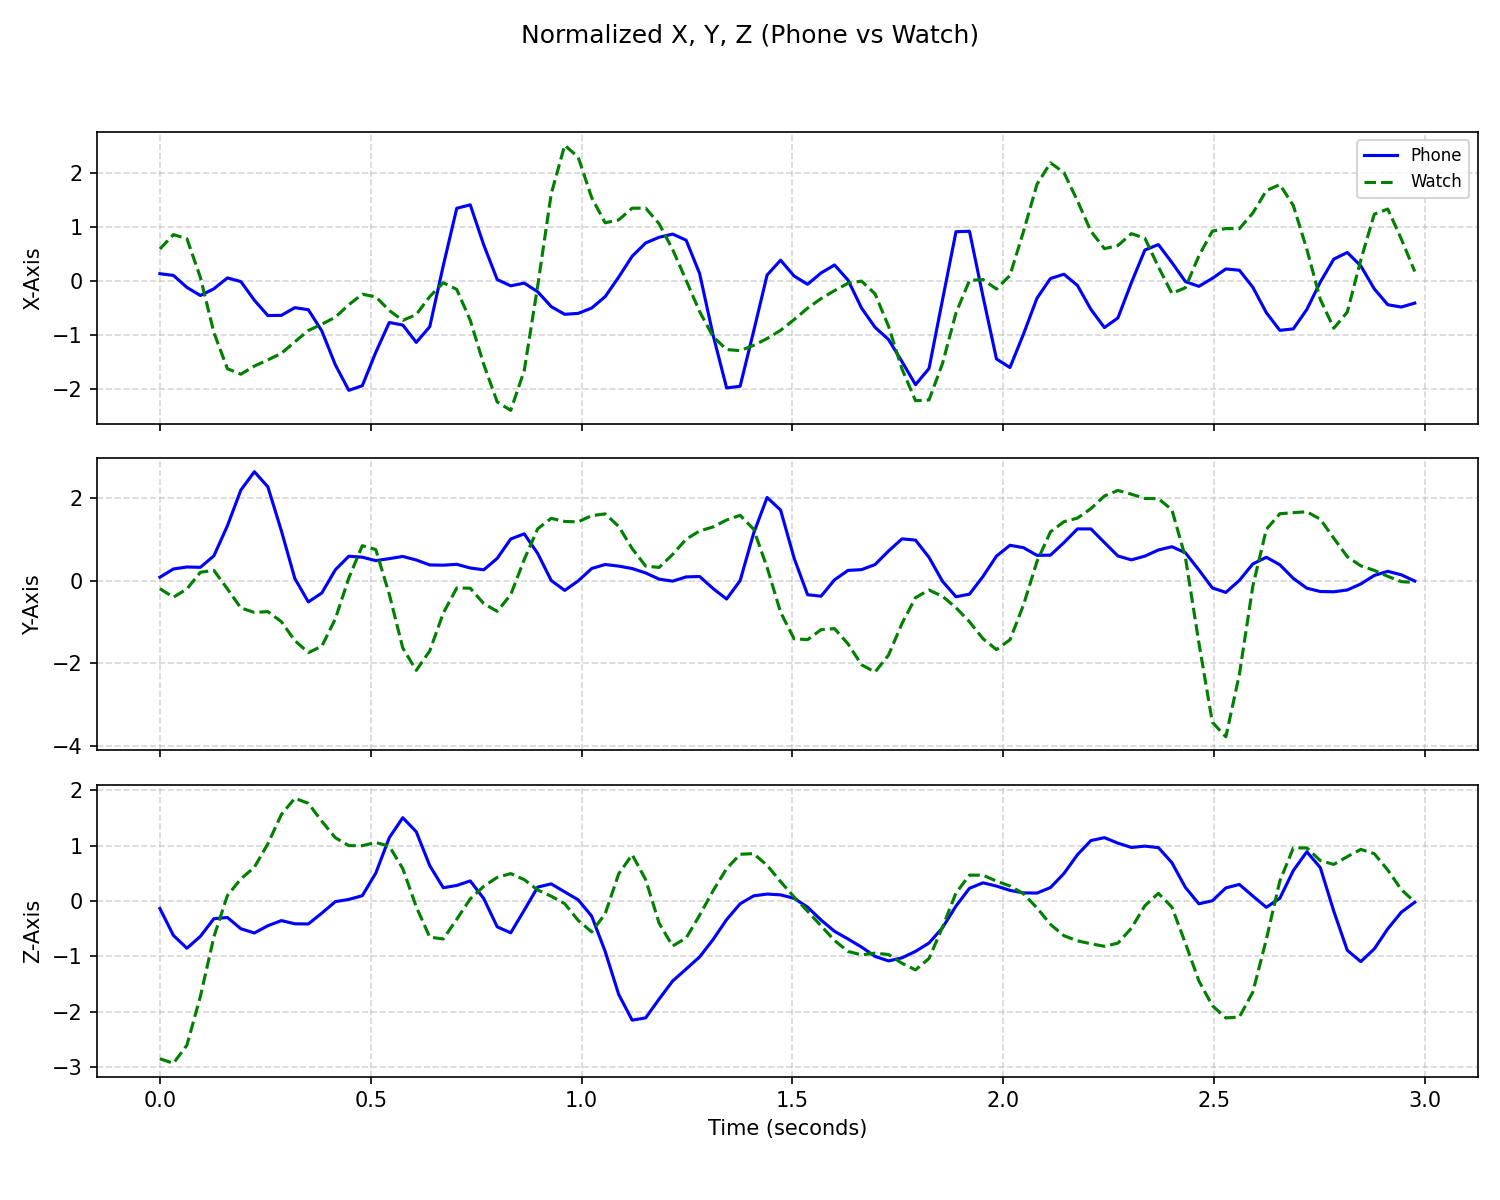 Normalized X, Y, Z (Phone vs Watch)
Phone
Watch
X-Axis
2
1
0
−1
−2
Y-Axis
2
0
−2
−4
Z-Axis
2
1
0
−1
−2
−3
0.0 0.5 1.0 1.5 2.0 2.5 3.0
Time (seconds)